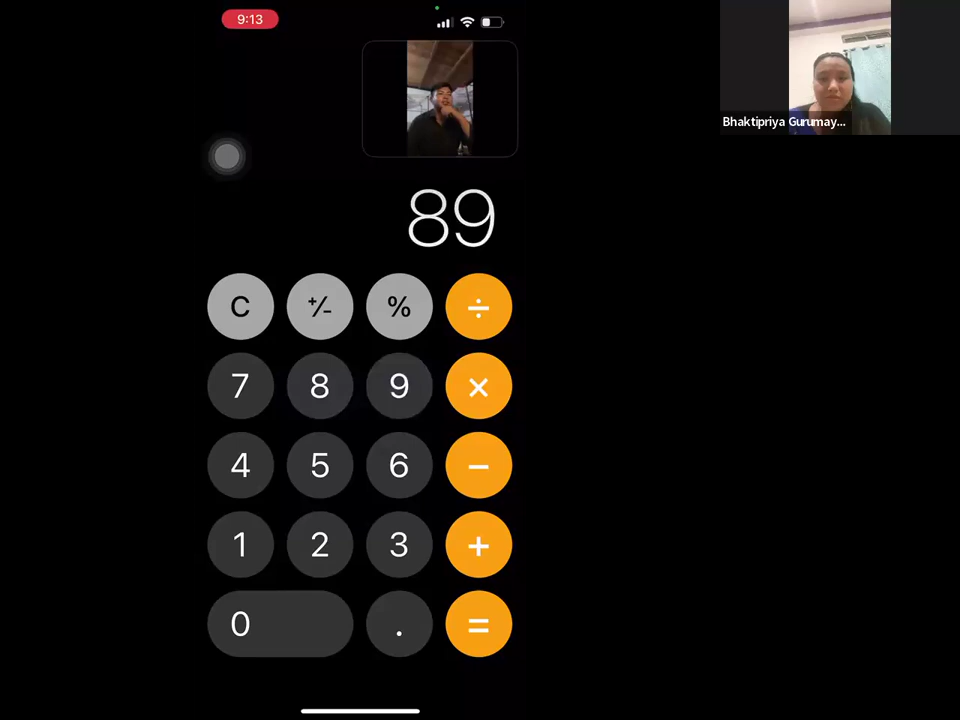 9:13
Bhaktipriya Gurumay...
89
C +/- % ÷
7 8 9 ×
4 5 6 −
1 2 3 +
0 . =